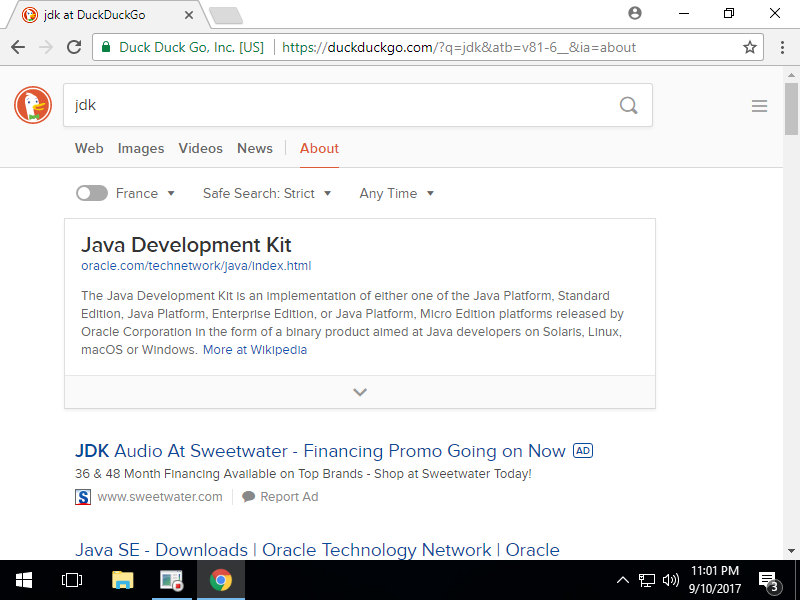 jdk at DuckDuckGo
Duck Duck Go, Inc. [US] https://duckduckgo.com/?q=jdk&atb=v81-6__&ia=about
jdk
Web Images Videos News About
France Safe Search: Strict Any Time
Java Development Kit
oracle.com/technetwork/java/index.html
The Java Development Kit is an implementation of either one of the Java Platform, Standard
Edition, Java Platform, Enterprise Edition, or Java Platform, Micro Edition platforms released by
Oracle Corporation in the form of a binary product aimed at Java developers on Solaris, Linux,
macOS or Windows. More at Wikipedia
JDK Audio At Sweetwater - Financing Promo Going on Now AD
36 & 48 Month Financing Available on Top Brands - Shop at Sweetwater Today!
S www.sweetwater.com Report Ad
Java SE - Downloads | Oracle Technology Network | Oracle
11:01 PM
9/10/2017
3